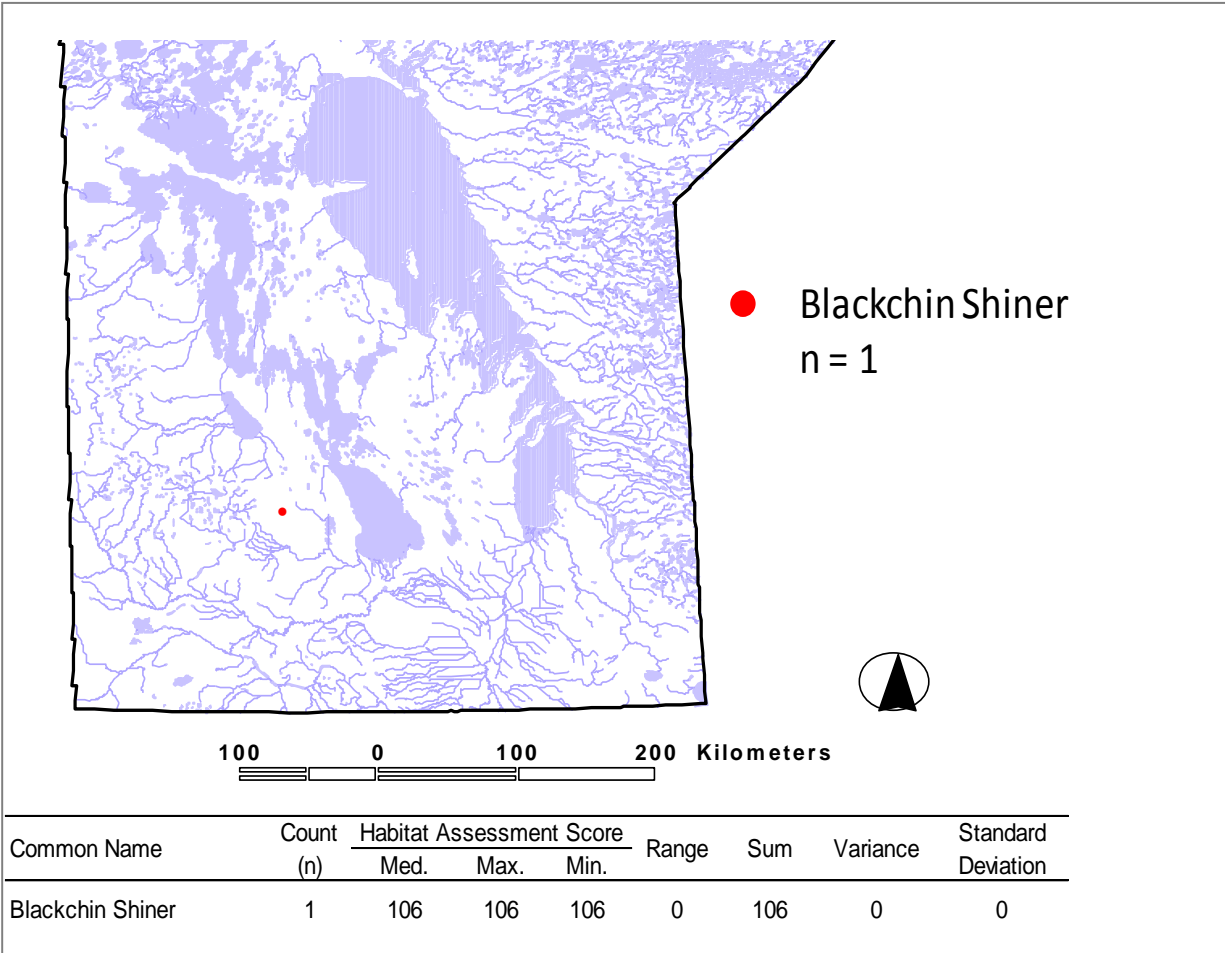 Blackchin Shiner
n = 1
100 0 100 200 Kilometers
Common Name Count (n) Habitat Assessment Score Range Sum Variance Standard Deviation
Med. Max. Min.
Blackchin Shiner 1 106 106 106 0 106 0 0